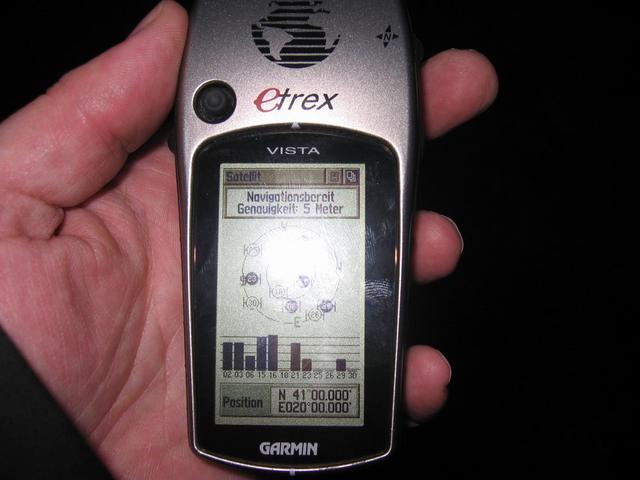 N
etrex
VISTA
Satellit
Navigationsbereit
Genauigkeit: 5 Meter
E
02 03 06 15 16 18 21 23 25 26 29 30
Position
N 41°00.000'
E020°00.000'
GARMIN